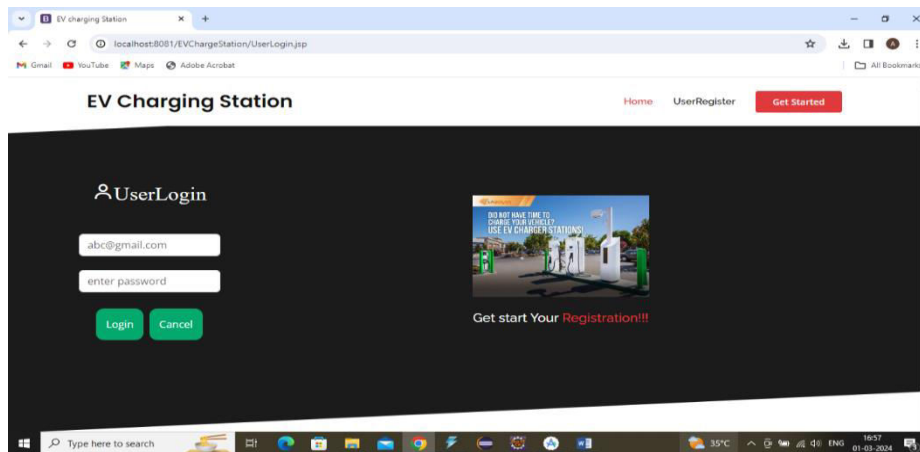 EV charging Station
localhost:8081/EVChargeStation/UserLogin.jsp
Gmail YouTube Maps Adobe Acrobat All Bookmarks
EV Charging Station
Home UserRegister Get Started
UserLogin
abc@gmail.com
enter password
Login Cancel
DID NOT HAVE TIME TO
CHARGE YOUR VEHICLE?
USE EV CHARGER STATIONS!
Get start Your Registration!!!
Type here to search 35°C ENG 16:57
01-03-2024